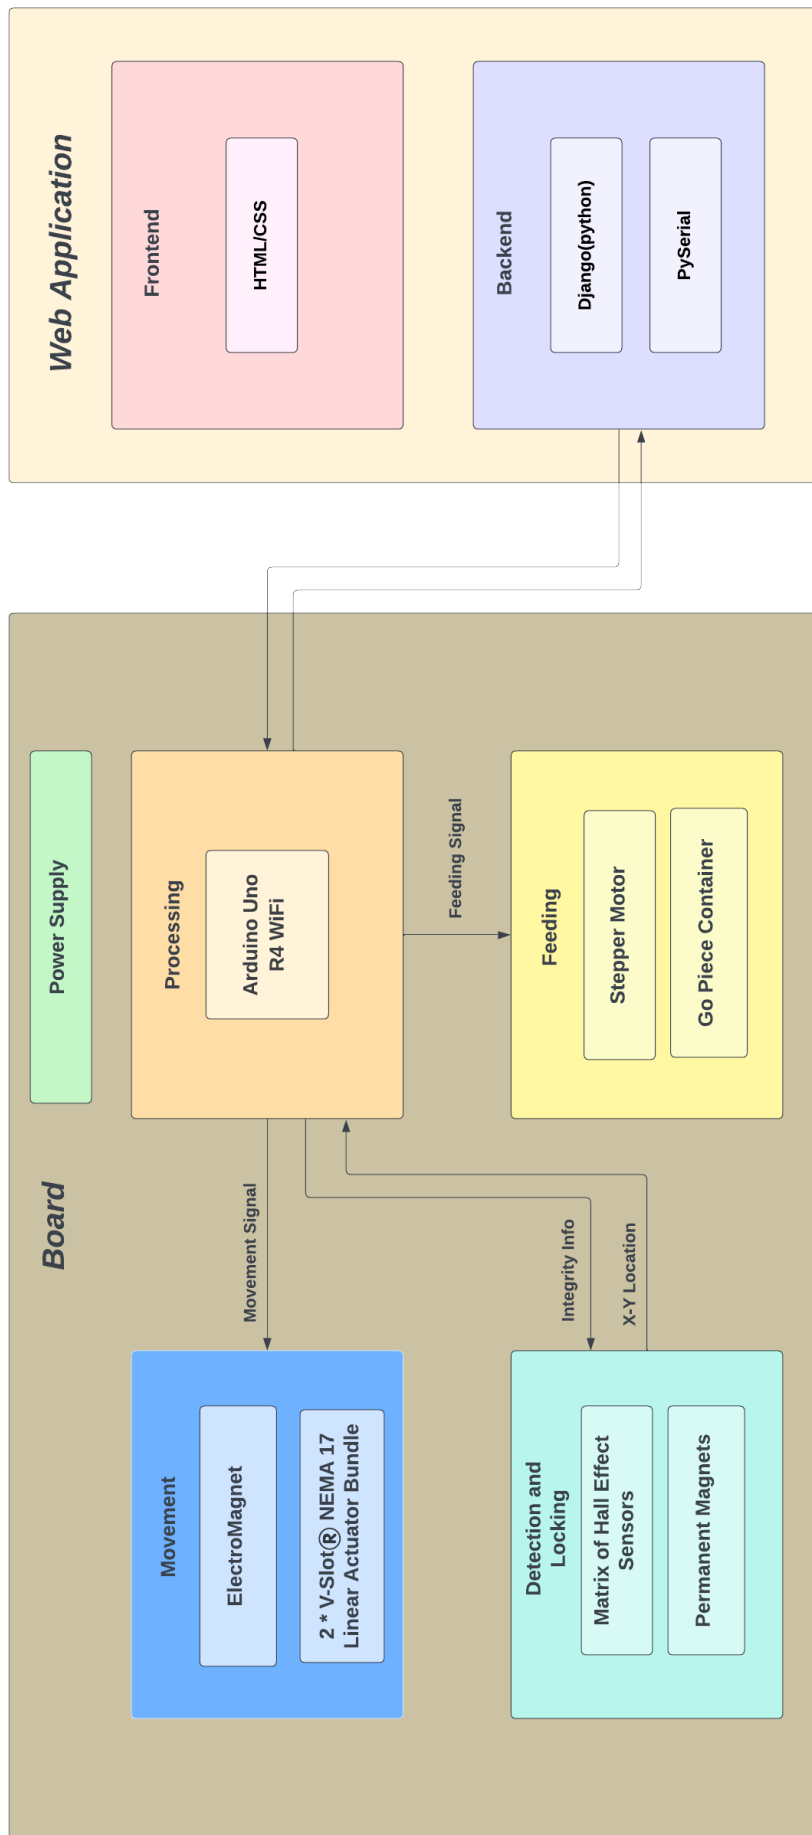 Web Application
Frontend
HTML/CSS
Backend
Django(python)
PySerial
Board
Power Supply
Processing
Arduino Uno
R4 WiFi
Feeding Signal
Feeding
Stepper Motor
Go Piece Container
Movement Signal
Integrity Info
X-Y Location
Movement
ElectroMagnet
2 * V-Slot® NEMA 17
Linear Actuator Bundle
Detection and
Locking
Matrix of Hall Effect
Sensors
Permanent Magnets